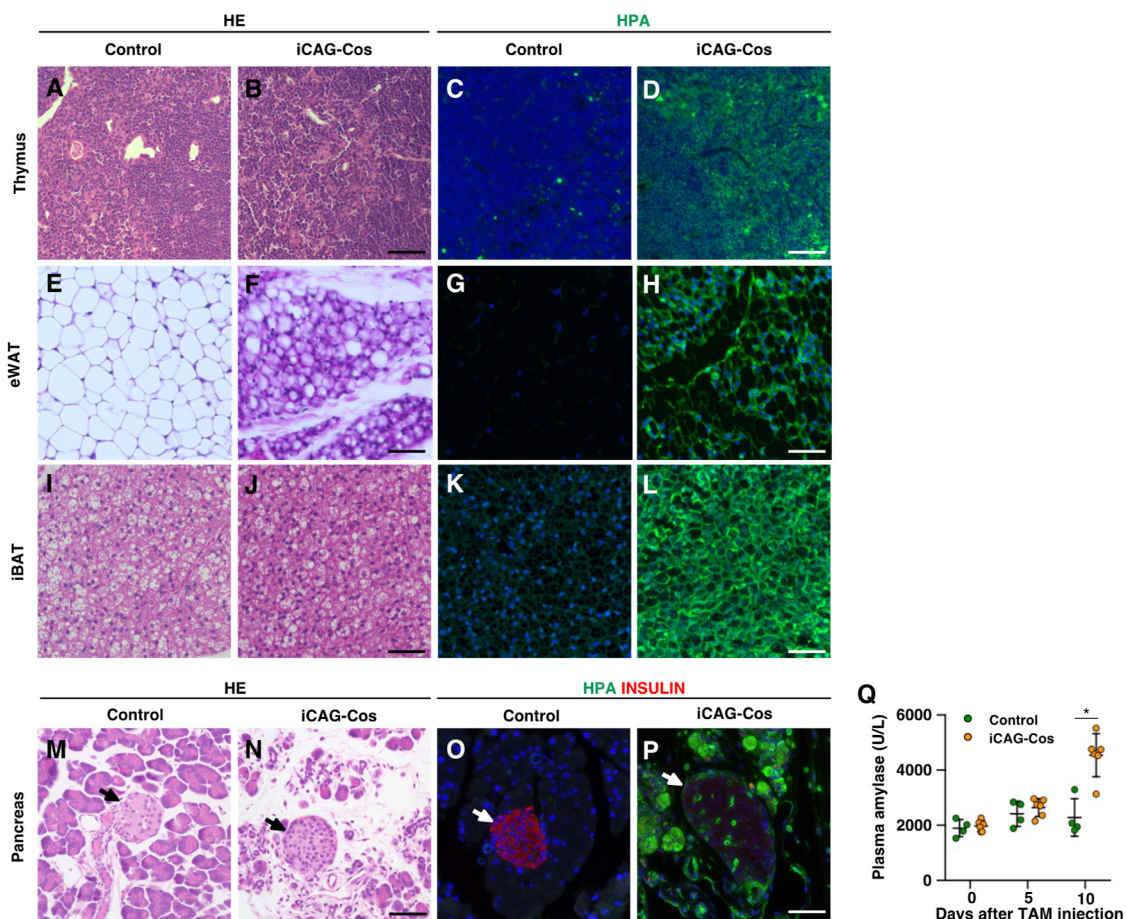 HE HPA
Control iCAG-Cos Control iCAG-Cos
Thymus
A B C D
eWAT
E F G H
iBAT
I J K L
HE HPA INSULIN
Control iCAG-Cos Control iCAG-Cos
Pancreas
M N O P
Q
Plasma amylase (U/L)
6000
4000
2000
0
Control
iCAG-Cos
*
0 5 10
Days after TAM injection